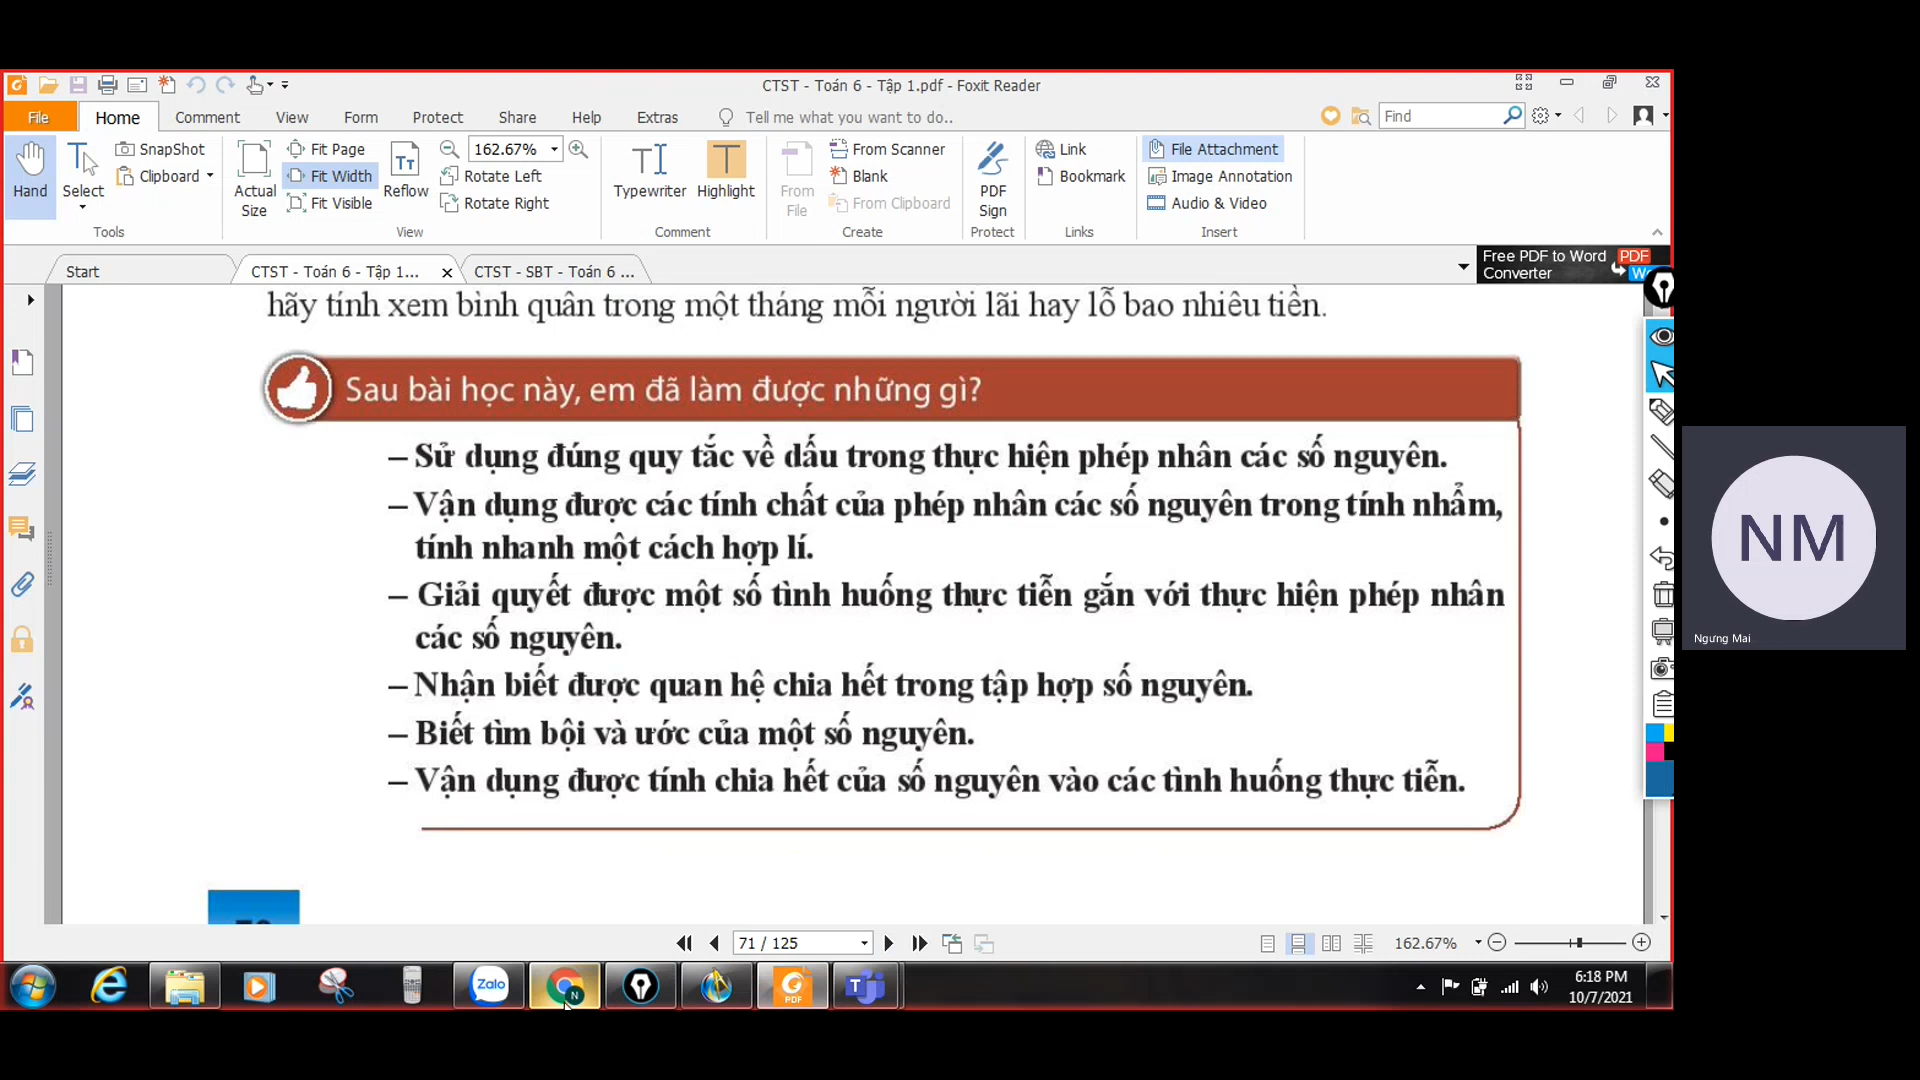 CTST - Toán 6 - Tập 1.pdf - Foxit Reader
File Home Comment View Form Protect Share Help Extras Tell me what you want to do.. Find
Hand
Select
SnapShot
Clipboard
Tools
Actual Size
Fit Page
Fit Width
Fit Visible
Reflow
162.67%
Rotate Left
Rotate Right
View
Typewriter
Highlight
Comment
From File
From Scanner
Blank
From Clipboard
Create
PDF Sign
Protect
Link
Bookmark
Links
File Attachment
Image Annotation
Audio & Video
Insert
Start
CTST - Toán 6 - Tập 1...
CTST - SBT - Toán 6 ...
Free PDF to Word PDF
Converter
hãy tính xem bình quân trong một tháng mỗi người lãi hay lỗ bao nhiêu tiền.
Sau bài học này, em đã làm được những gì?
– Sử dụng đúng quy tắc về dấu trong thực hiện phép nhân các số nguyên.
– Vận dụng được các tính chất của phép nhân các số nguyên trong tính nhẩm,
tính nhanh một cách hợp lí.
– Giải quyết được một số tình huống thực tiễn gắn với thực hiện phép nhân
các số nguyên.
– Nhận biết được quan hệ chia hết trong tập hợp số nguyên.
– Biết tìm bội và ước của một số nguyên.
– Vận dụng được tính chia hết của số nguyên vào các tình huống thực tiễn.
NM
Ngưng Mai
71 / 125
162.67%
Zalo
N
PDF
T
6:18 PM
10/7/2021